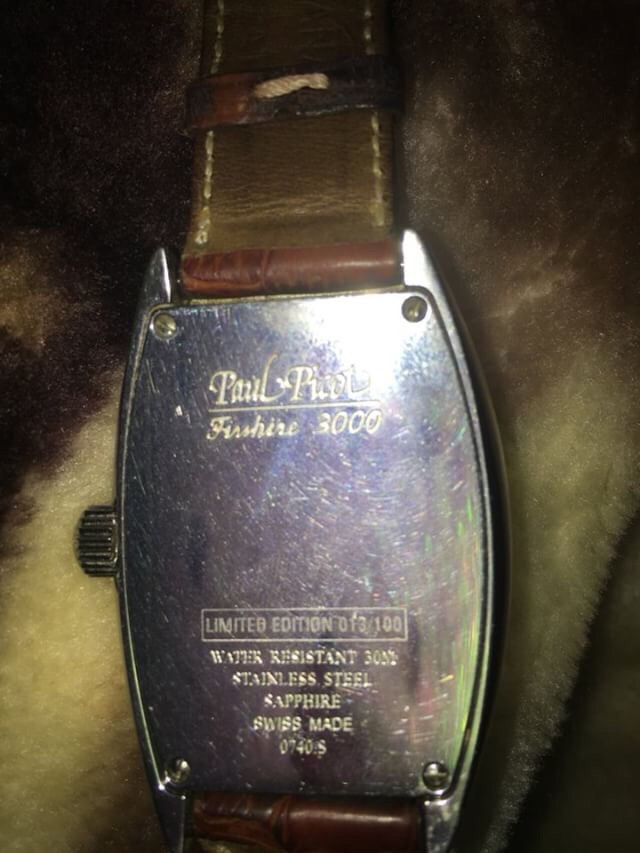 Paul Picot
Firshire 3000
LIMITED EDITION 013/100
WATER RESISTANT 30M
STAINLESS STEEL
SAPPHIRE
SWISS MADE
0740.S